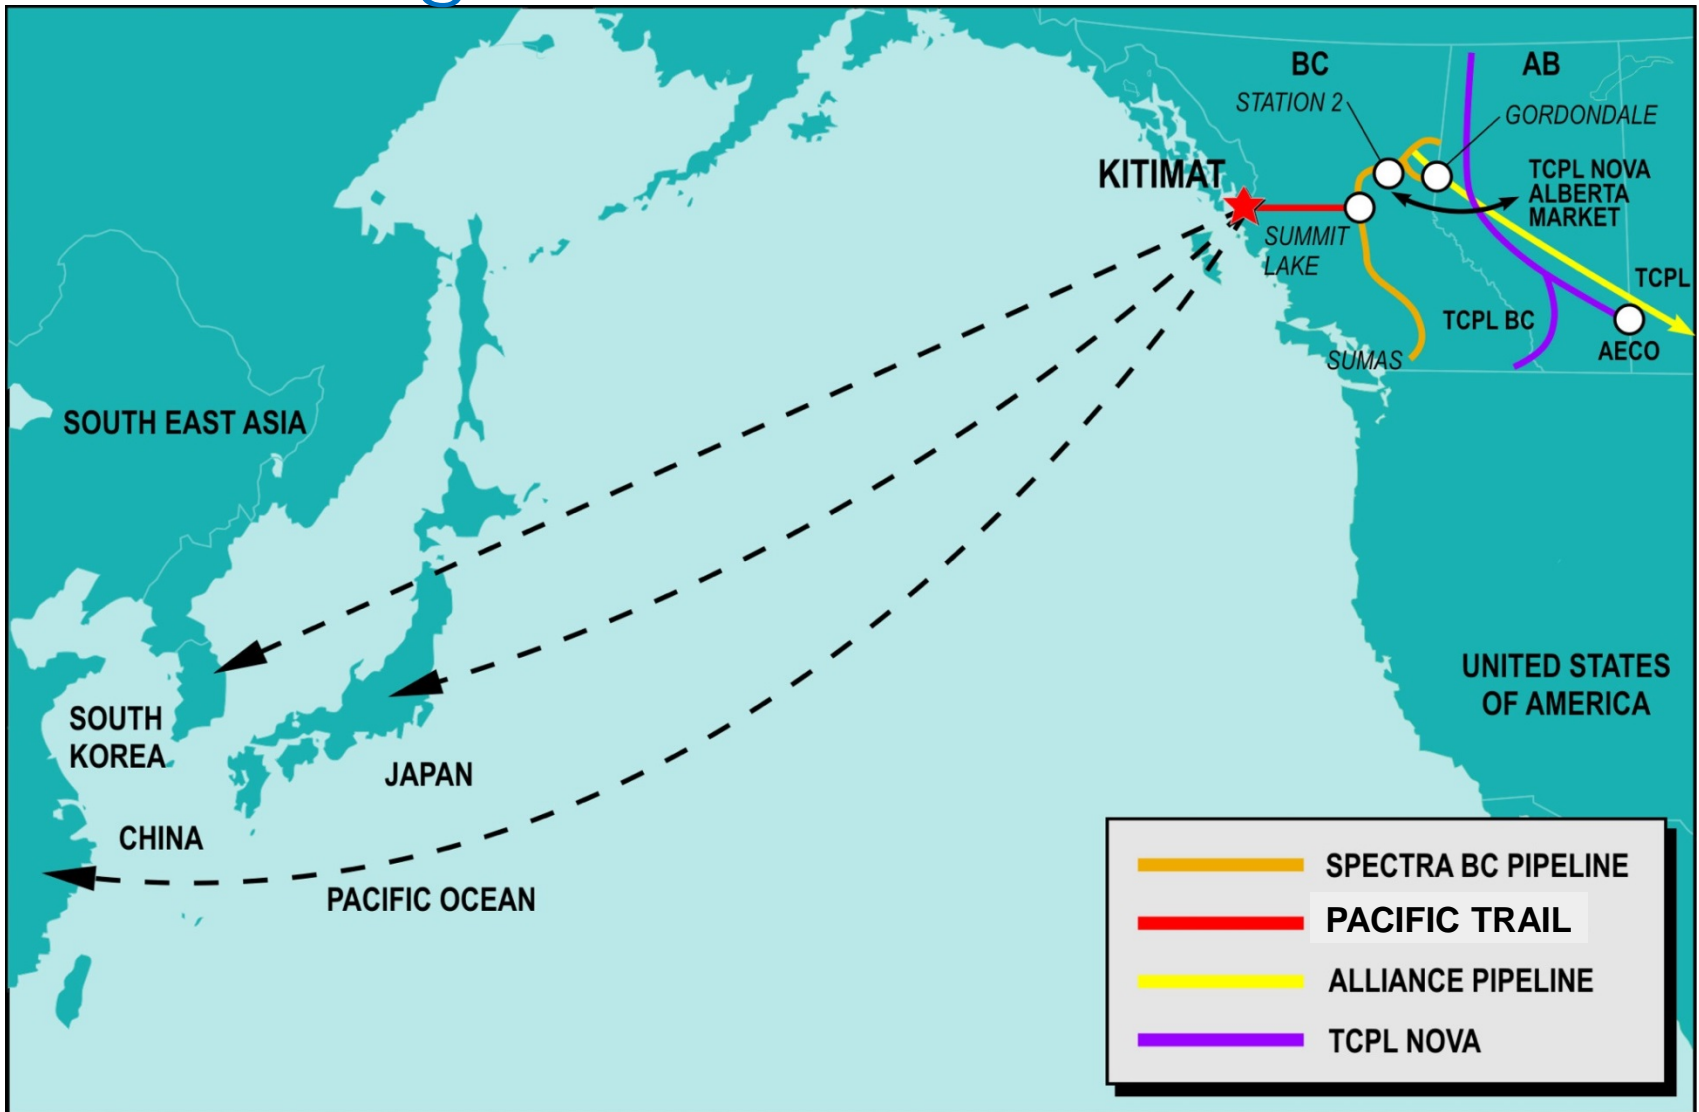 BC
AB
STATION 2
GORDONDALE
KITIMAT
TCPL NOVA
ALBERTA
MARKET
SUMMIT
LAKE
TCPL
TCPL BC
AECO
SUMAS
SOUTH EAST ASIA
UNITED STATES
OF AMERICA
SOUTH
KOREA
JAPAN
CHINA
PACIFIC OCEAN
SPECTRA BC PIPELINE
PACIFIC TRAIL
ALLIANCE PIPELINE
TCPL NOVA